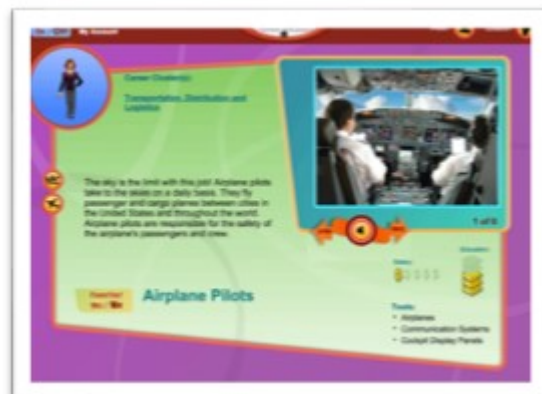 My Account
Career Cluster(s):
Transportation, Distribution and
Logistics
The sky is the limit with this job! Airplane pilots
take to the skies on a daily basis. They fly
passenger and cargo planes between cities in
the United States and throughout the world.
Airplane pilots are responsible for the safety of
the airplane's passengers and crew.
1 of 5
Salary
Education
Airplane Pilots
Tools:
• Airplanes
• Communication Systems
• Cockpit Display Panels